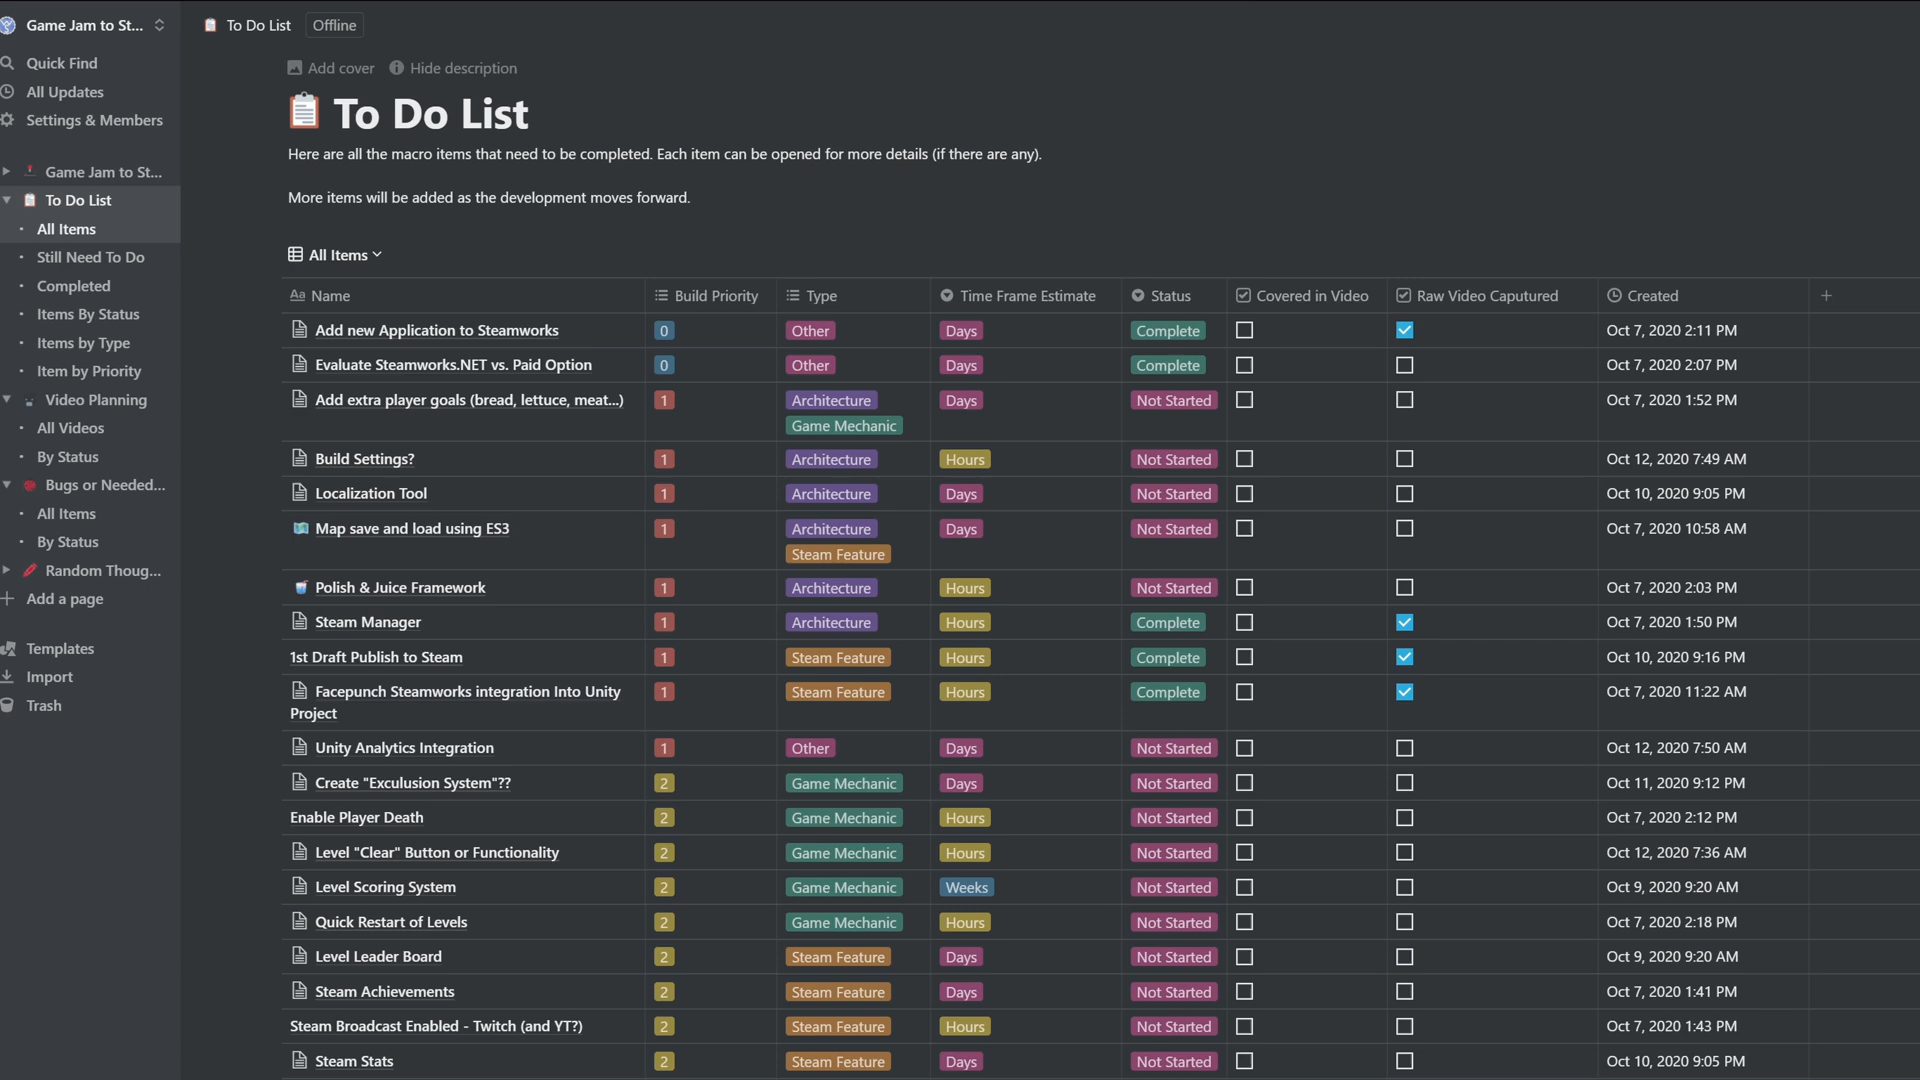 Game Jam to St...
Quick Find
All Updates
Settings & Members
Game Jam to St...
To Do List
All Items
Still Need To Do
Completed
Items By Status
Items by Type
Item by Priority
Video Planning
All Videos
By Status
Bugs or Needed...
All Items
By Status
Random Thoug...
Add a page
Templates
Import
Trash
To Do List Offline
Add cover Hide description
To Do List
Here are all the macro items that need to be completed. Each item can be opened for more details (if there are any).
More items will be added as the development moves forward.
All Items
Aa Name Build Priority Type Time Frame Estimate Status Covered in Video Raw Video Caputured Created
Add new Application to Steamworks 0 Other Days Complete Oct 7, 2020 2:11 PM
Evaluate Steamworks.NET vs. Paid Option 0 Other Days Complete Oct 7, 2020 2:07 PM
Add extra player goals (bread, lettuce, meat...) 1 Architecture Days Not Started Oct 7, 2020 1:52 PM
Game Mechanic
Build Settings? 1 Architecture Hours Not Started Oct 12, 2020 7:49 AM
Localization Tool 1 Architecture Days Not Started Oct 10, 2020 9:05 PM
Map save and load using ES3 1 Architecture Days Not Started Oct 7, 2020 10:58 AM
Steam Feature
Polish & Juice Framework 1 Architecture Hours Not Started Oct 7, 2020 2:03 PM
Steam Manager 1 Architecture Hours Complete Oct 7, 2020 1:50 PM
1st Draft Publish to Steam 1 Steam Feature Hours Complete Oct 10, 2020 9:16 PM
Facepunch Steamworks integration Into Unity 1 Steam Feature Hours Complete Oct 7, 2020 11:22 AM
Project
Unity Analytics Integration 1 Other Days Not Started Oct 12, 2020 7:50 AM
Create "Exculusion System"?? 2 Game Mechanic Days Not Started Oct 11, 2020 9:12 PM
Enable Player Death 2 Game Mechanic Hours Not Started Oct 7, 2020 2:12 PM
Level "Clear" Button or Functionality 2 Game Mechanic Hours Not Started Oct 12, 2020 7:36 AM
Level Scoring System 2 Game Mechanic Weeks Not Started Oct 9, 2020 9:20 AM
Quick Restart of Levels 2 Game Mechanic Hours Not Started Oct 7, 2020 2:18 PM
Level Leader Board 2 Steam Feature Days Not Started Oct 9, 2020 9:20 AM
Steam Achievements 2 Steam Feature Days Not Started Oct 7, 2020 1:41 PM
Steam Broadcast Enabled - Twitch (and YT?) 2 Steam Feature Hours Not Started Oct 7, 2020 1:43 PM
Steam Stats 2 Steam Feature Days Not Started Oct 10, 2020 9:05 PM